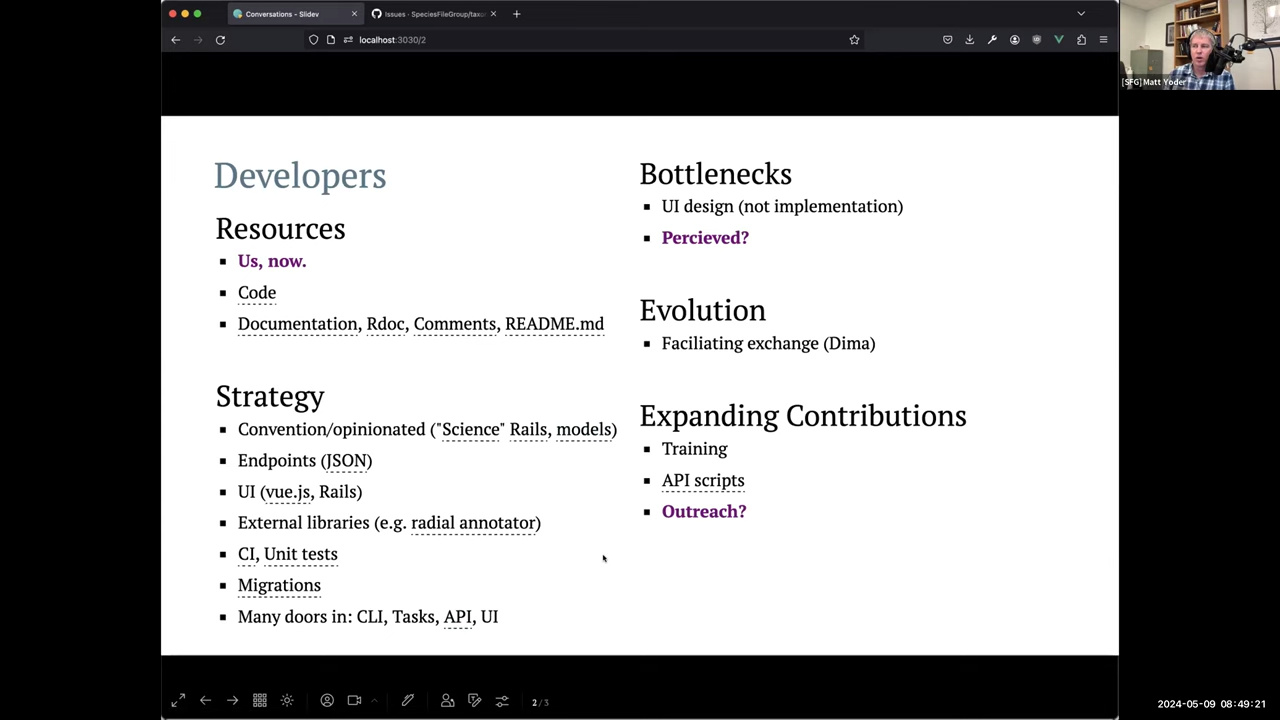 Conversations - Slidev
Issues · SpeciesFileGroup/taxo
localhost:3030/2
[SFG] Matt Yoder
Developers
Resources
Us, now.
Code
Documentation, Rdoc, Comments, README.md
Strategy
Convention/opinionated ("Science" Rails, models)
Endpoints (JSON)
UI (vue.js, Rails)
External libraries (e.g. radial annotator)
CI, Unit tests
Migrations
Many doors in: CLI, Tasks, API, UI
Bottlenecks
UI design (not implementation)
Percieved?
Evolution
Faciliating exchange (Dima)
Expanding Contributions
Training
API scripts
Outreach?
2 / 3
2024-05-09 08:49:21